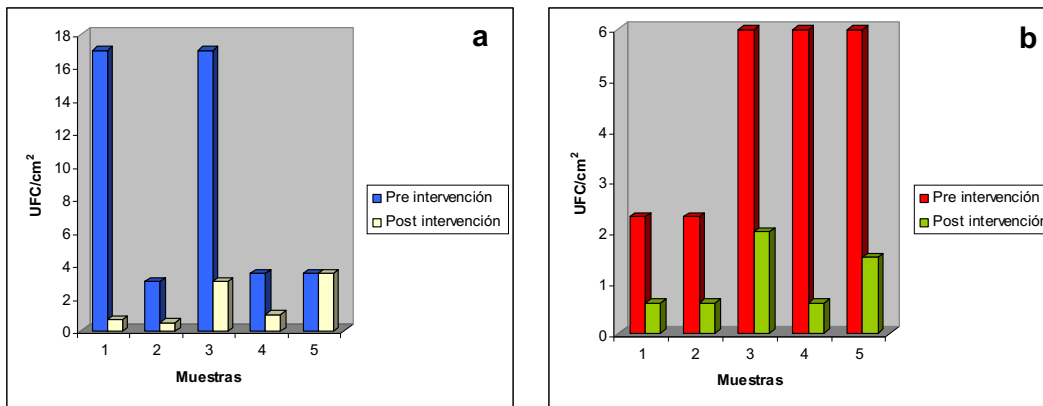 a
18
16
14
12
10
8
6
4
2
0
UFC/cm²
1 2 3 4 5
Muestras
Pre intervención
Post intervención
b
6
5
4
3
2
1
0
UFC/cm²
1 2 3 4 5
Muestras
Pre intervención
Post intervención